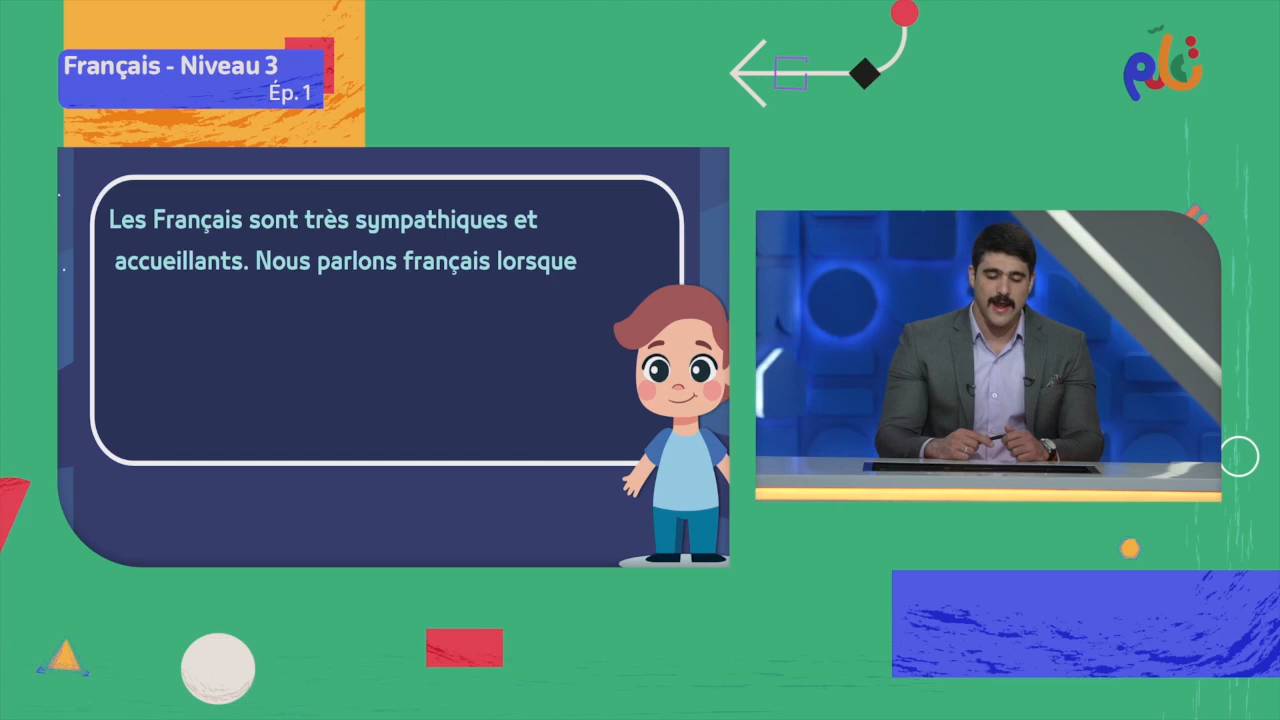 Français - Niveau 3
Ép. 1
Les Français sont très sympathiques et
accueillants. Nous parlons français lorsque